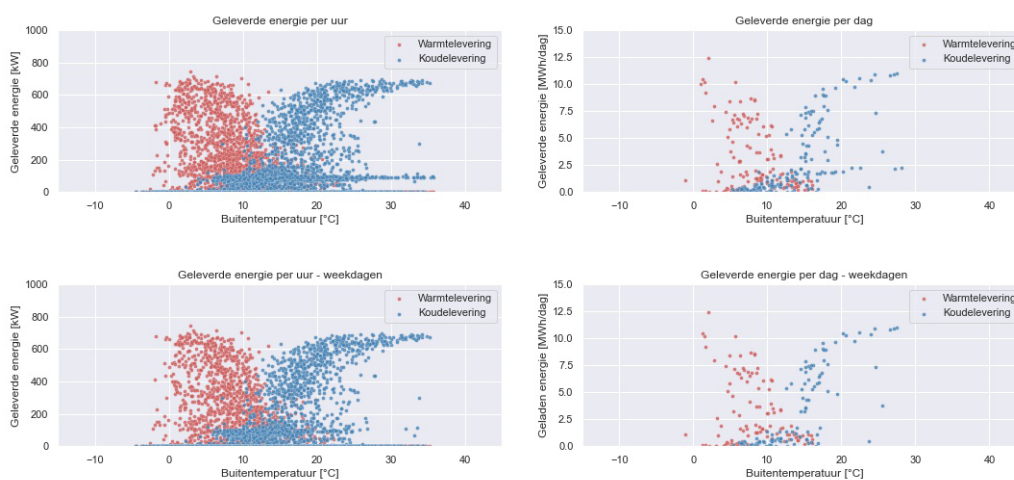 Geleverde energie per uur
Geleverde energie [kW]
1000
800
600
400
200
0
Warmtelevering
Koudelevering
−10 0 10 20 30 40
Buitentemperatuur [°C]
Geleverde energie per dag
Geleverde energie [MWh/dag]
15.0
12.5
10.0
7.5
5.0
2.5
0.0
Warmtelevering
Koudelevering
−10 0 10 20 30 40
Buitentemperatuur [°C]
Geleverde energie per uur - weekdagen
Geleverde energie [kW]
1000
800
600
400
200
0
Warmtelevering
Koudelevering
−10 0 10 20 30 40
Buitentemperatuur [°C]
Geleverde energie per dag - weekdagen
Geladen energie [MWh/dag]
15.0
12.5
10.0
7.5
5.0
2.5
0.0
Warmtelevering
Koudelevering
−10 0 10 20 30 40
Buitentemperatuur [°C]